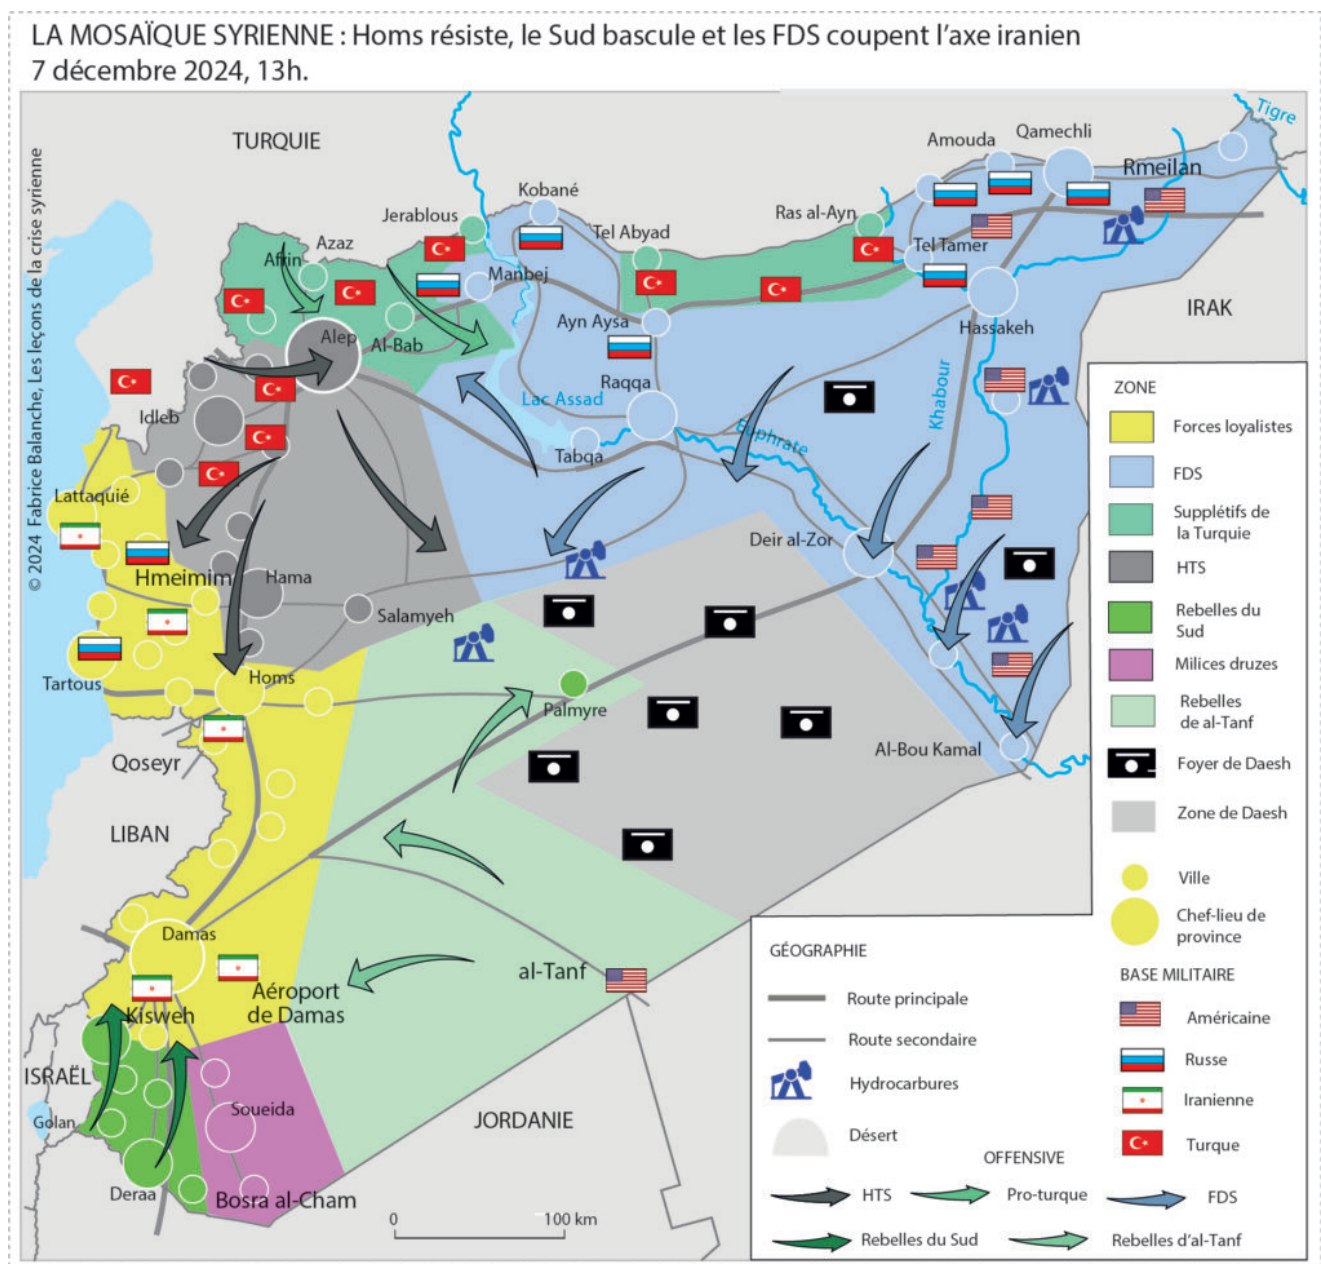 LA MOSAÏQUE SYRIENNE : Homs résiste, le Sud bascule et les FDS coupent l'axe iranien
7 décembre 2024, 13h.
© 2024 Fabrice Balanche, Les leçons de la crise syrienne
TURQUIE
Tigre
Amouda
Qamechli
Rmeilan
Kobané
Jerablous
Tel Abyad
Ras al-Ayn
Azaz
Afrin
Manbej
Tel Tamer
IRAK
Alep
Al-Bab
Ayn Aysa
Hassakeh
Raqqa
Lac Assad
Khabour
Idleb
Euphrate
Tabqa
Lattaquié
Deir al-Zor
Hmeimim
Hama
Salamyeh
Tartous
Homs
Palmyre
Qoseyr
Al-Bou Kamal
LIBAN
Damas
al-Tanf
Aéroport
de Damas
Kisweh
ISRAËL
Golan
Soueida
JORDANIE
Deraa
Bosra al-Cham
0
100 km
ZONE
Forces loyalistes
FDS
Supplétifs de
la Turquie
HTS
Rebelles du
Sud
Milices druzes
Rebelles
de al-Tanf
Foyer de Daesh
Zone de Daesh
Ville
Chef-lieu de
province
BASE MILITAIRE
Américaine
Russe
Iranienne
Turque
GÉOGRAPHIE
Route principale
Route secondaire
Hydrocarbures
Désert
OFFENSIVE
HTS
Pro-turque
FDS
Rebelles du Sud
Rebelles d'al-Tanf